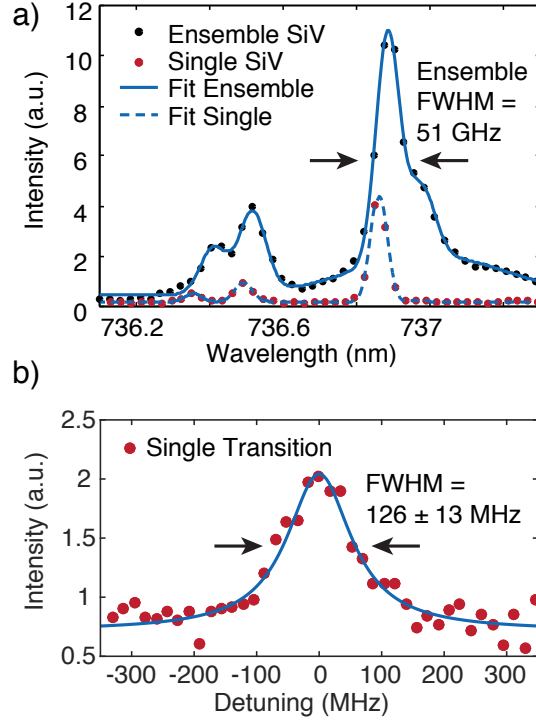 a)
Intensity (a.u.)
12
10
8
6
4
2
0
Ensemble SiV
Single SiV
Fit Ensemble
Fit Single
Ensemble
FWHM =
51 GHz
736.2
736.6
737
Wavelength (nm)
b)
Intensity (a.u.)
2.5
2
1.5
1
0.5
Single Transition
FWHM =
126 ± 13 MHz
-300
-200
-100
0
100
200
300
Detuning (MHz)